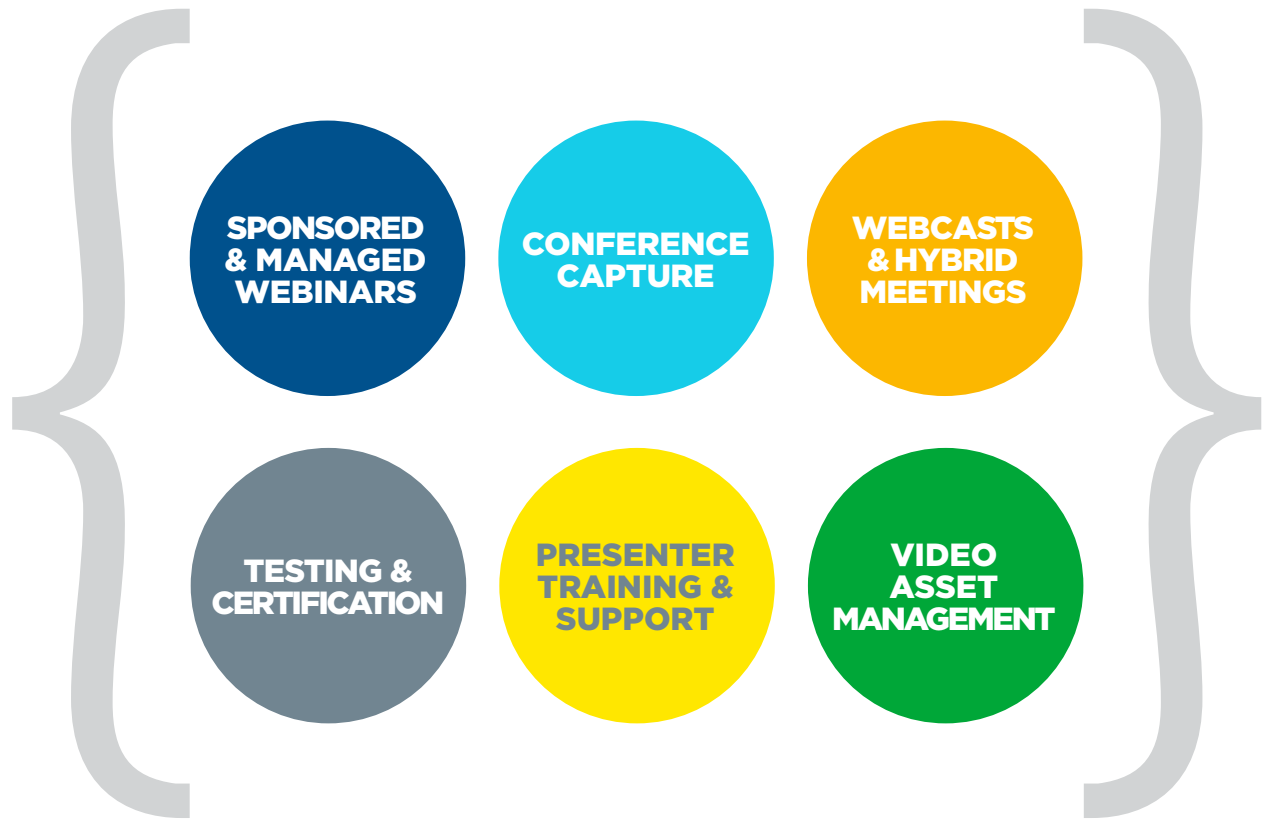 SPONSORED
& MANAGED
WEBINARS
CONFERENCE
CAPTURE
WEBCASTS
& HYBRID
MEETINGS
TESTING &
CERTIFICATION
PRESENTER
TRAINING &
SUPPORT
VIDEO
ASSET
MANAGEMENT